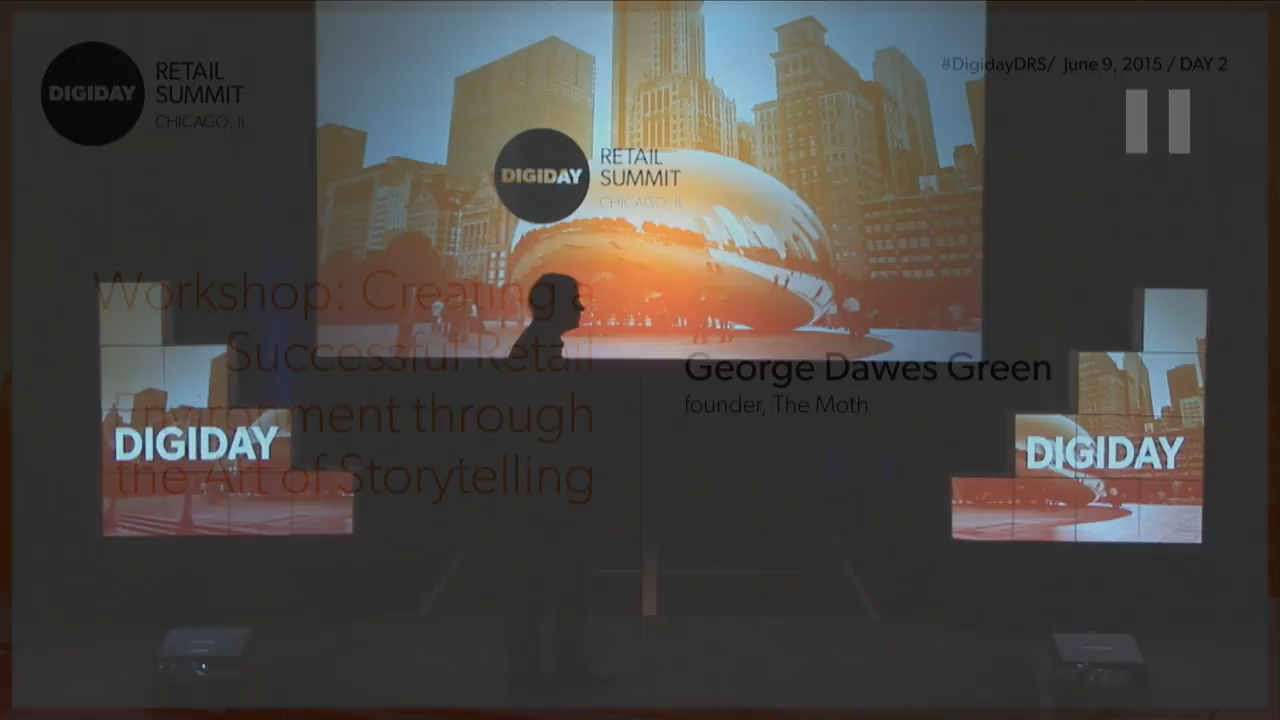 DIGIDAY
RETAIL
SUMMIT
CHICAGO, IL
#DigidayDRS/ June 9, 2015 / DAY 2
DIGIDAY
RETAIL
SUMMIT
CHICAGO, IL
Workshop: Creating a
Successful Retail
Environment through
the Art of Storytelling
George Dawes Green
founder, The Moth
DIGIDAY
DIGIDAY